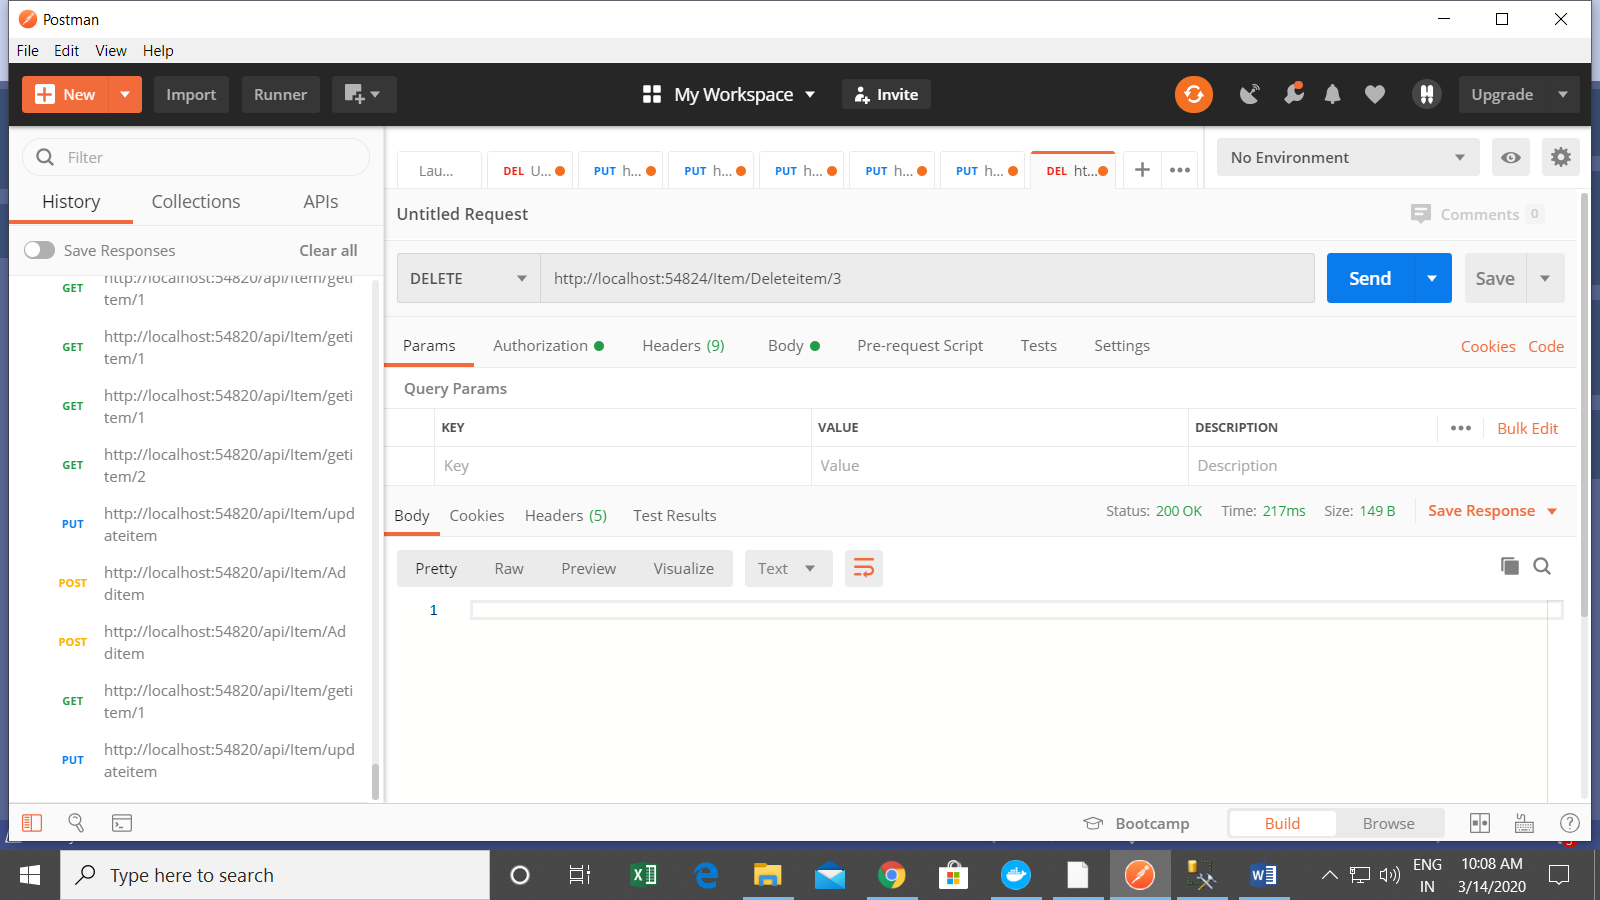 Postman
File Edit View Help
New Import Runner My Workspace Invite Upgrade
Filter
History Collections APIs
Save Responses Clear all
http://localhost:54820/api/Item/geti
GET
tem/1
http://localhost:54820/api/Item/geti
GET
tem/1
http://localhost:54820/api/Item/geti
GET
tem/1
http://localhost:54820/api/Item/geti
GET
tem/2
http://localhost:54820/api/Item/upd
PUT
ateitem
http://localhost:54820/api/Item/Ad
POST
ditem
http://localhost:54820/api/Item/Ad
POST
ditem
http://localhost:54820/api/Item/geti
GET
tem/1
http://localhost:54820/api/Item/upd
PUT
ateitem
Lau... DEL U... PUT h... PUT h... PUT h... PUT h... PUT h... DEL ht...
No Environment
Untitled Request
Comments 0
DELETE http://localhost:54824/Item/Deleteitem/3 Send Save
Params Authorization Headers (9) Body Pre-request Script Tests Settings Cookies Code
Query Params
KEY VALUE DESCRIPTION Bulk Edit
Key Value Description
Body Cookies Headers (5) Test Results Status: 200 OK Time: 217ms Size: 149 B Save Response
Pretty Raw Preview Visualize Text
1
Bootcamp Build Browse
Type here to search
ENG
IN
10:08 AM
3/14/2020